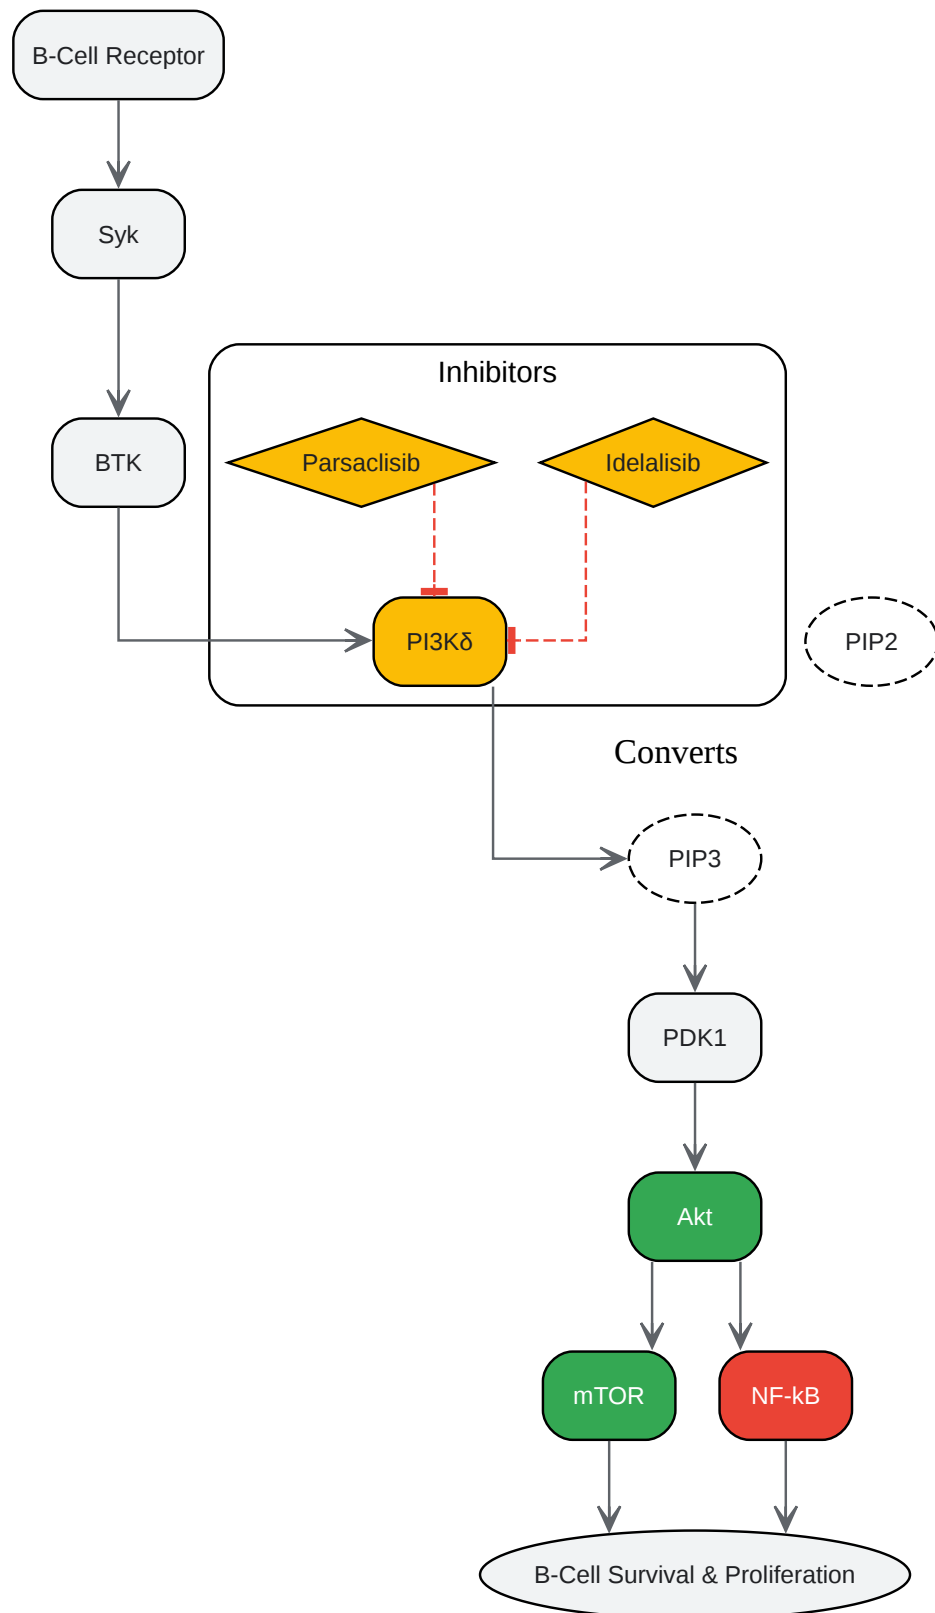 B-Cell Receptor
Syk
Inhibitors
BTK
Parsaclisib
Idelalisib
PI3Kδ
PIP2
Converts
PIP3
PDK1
Akt
mTOR
NF-kB
B-Cell Survival & Proliferation